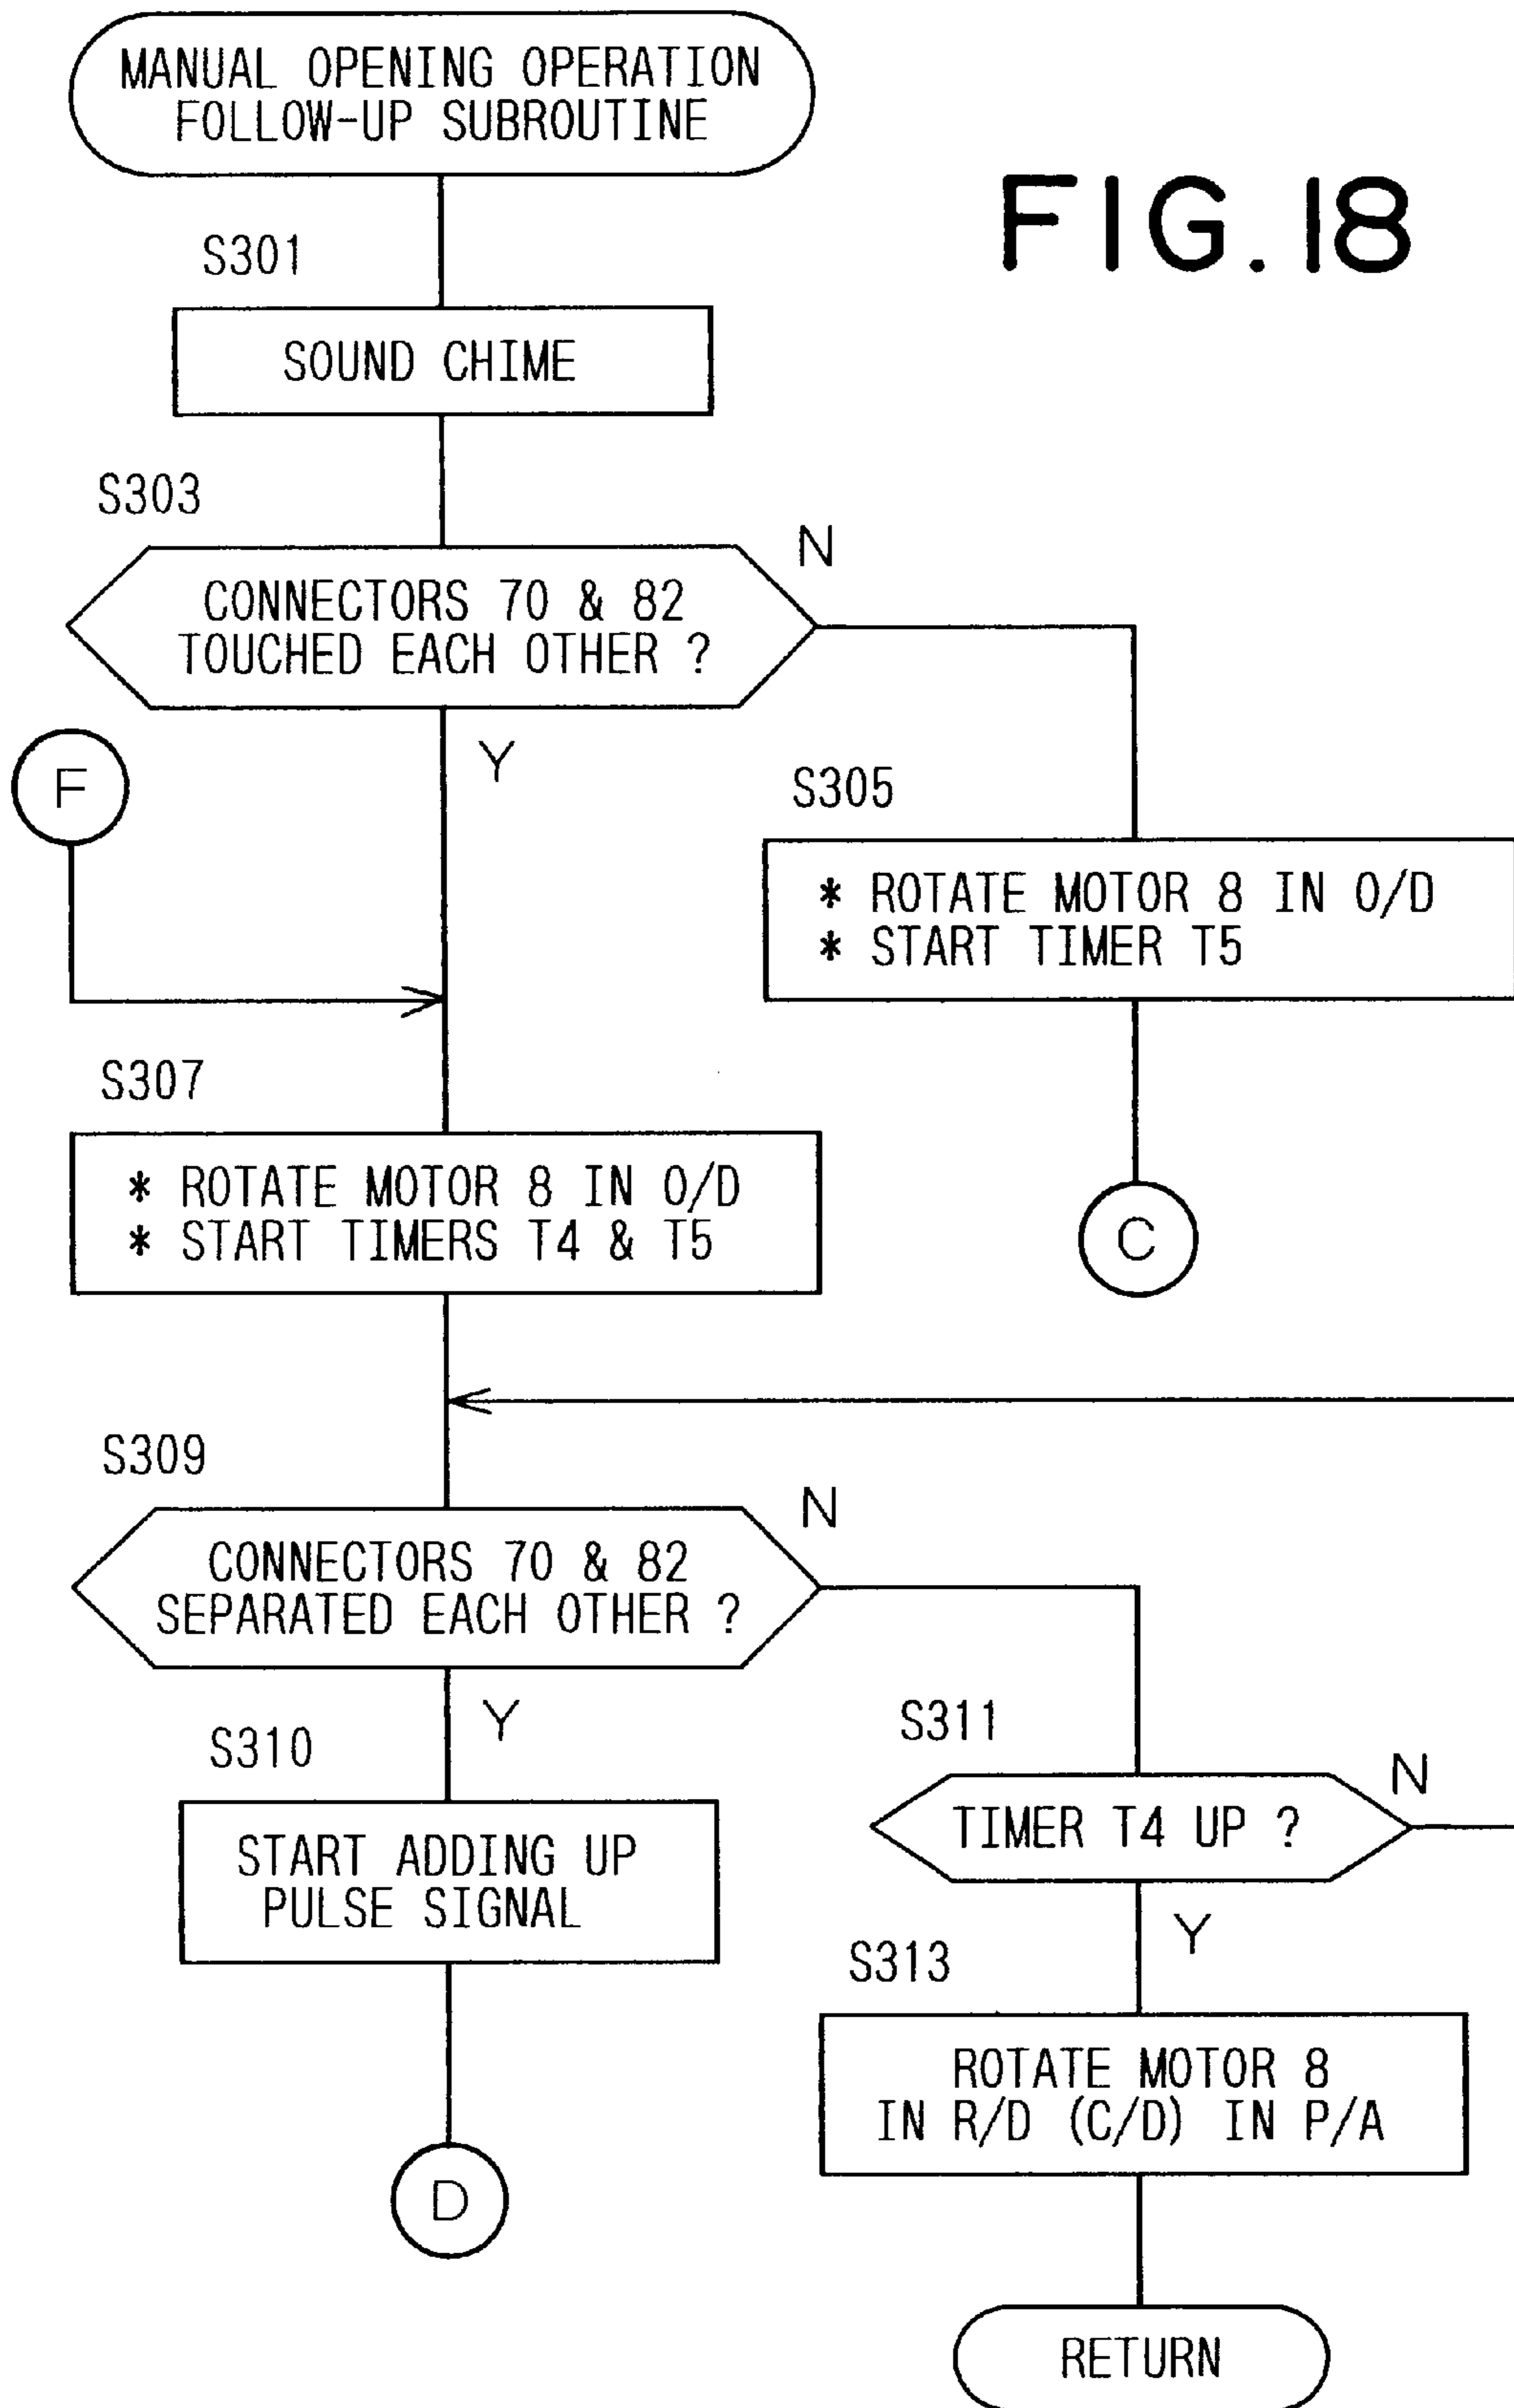 MANUAL OPENING OPERATION
FOLLOW-UP SUBROUTINE
FIG.18
S301
SOUND CHIME
S303
N
CONNECTORS 70 & 82
TOUCHED EACH OTHER ?
Y
F
S305
* ROTATE MOTOR 8 IN O/D
* START TIMER T5
S307
* ROTATE MOTOR 8 IN O/D
* START TIMERS T4 & T5
C
S309
N
CONNECTORS 70 & 82
SEPARATED EACH OTHER ?
Y
S310
S311
N
TIMER T4 UP ?
START ADDING UP
PULSE SIGNAL
Y
S313
ROTATE MOTOR 8
IN R/D (C/D) IN P/A
D
RETURN